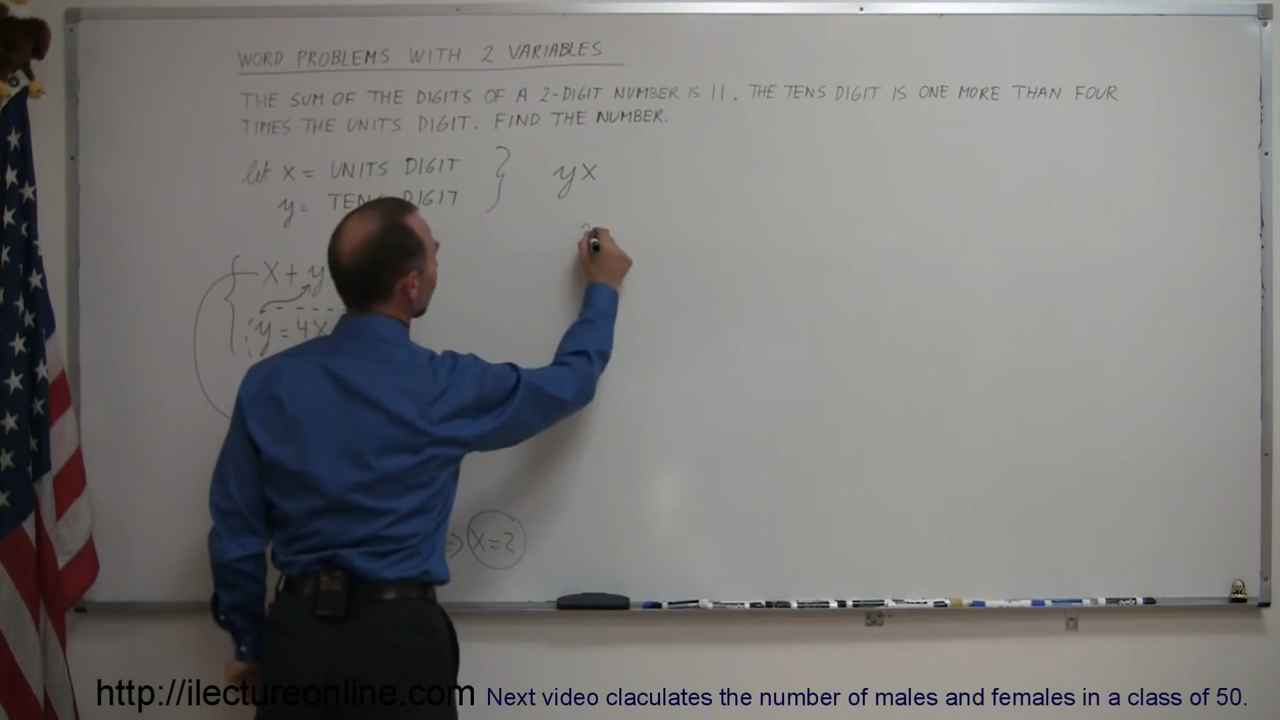 WORD PROBLEMS WITH 2 VARIABLES
THE SUM OF THE DIGITS OF A 2-DIGIT NUMBER IS 11. THE TENS DIGIT IS ONE MORE THAN FOUR
TIMES THE UNITS DIGIT. FIND THE NUMBER.
let x = UNITS DIGIT } yx
y = TENS DIGIT
x + y
y = 4x
⇒ x = 2
http://ilectureonline.com Next video claculates the number of males and females in a class of 50.